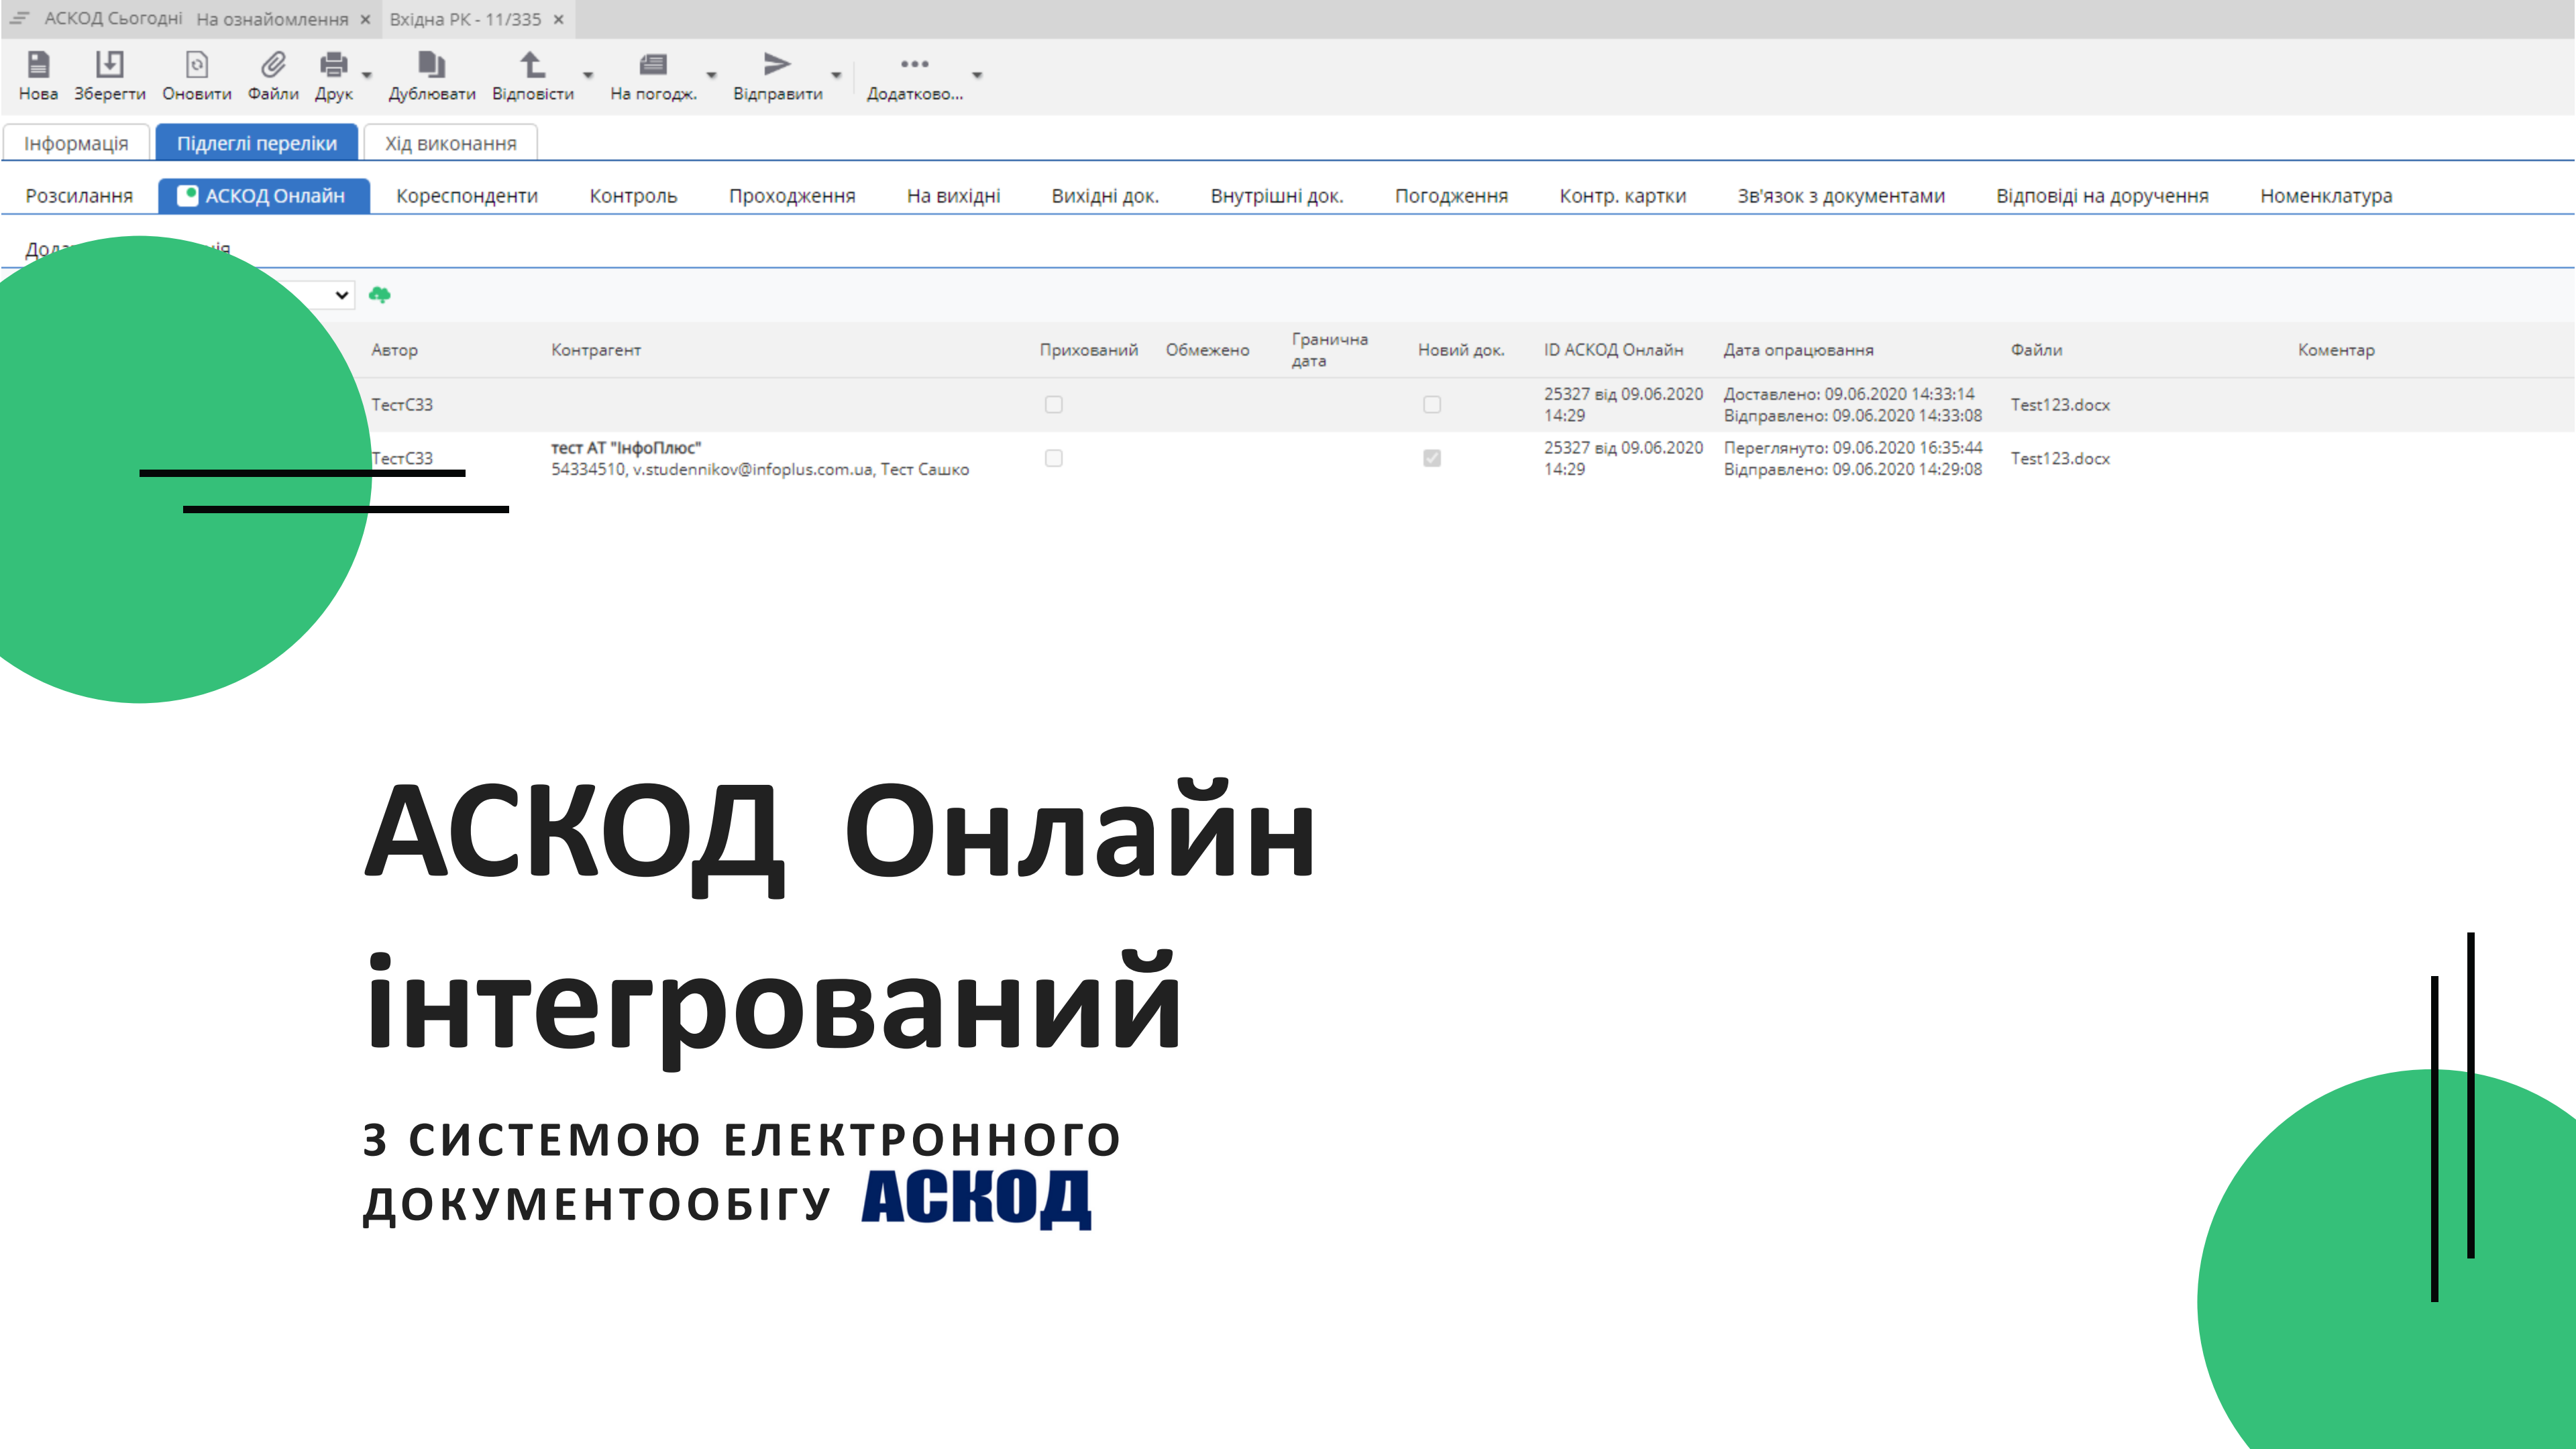 АСКОД Сьогодні На ознайомлення × Вхідна РК - 11/335 ×
Нова Зберегти Оновити Файли Друк Дублювати Відповісти На погодж. Відправити Додатково...
Інформація Підлеглі переліки Хід виконання
Розсилання АСКОД Онлайн Кореспонденти Контроль Проходження На вихідні Вихідні док. Внутрішні док. Погодження Контр. картки Зв'язок з документами Відповіді на доручення Номенклатура
Автор Контрагент Прихований Обмежено Гранична дата Новий док. ID АСКОД Онлайн Дата опрацювання Файли Коментар
ТестС33 25327 від 09.06.2020 14:29 Доставлено: 09.06.2020 14:33:14 Відправлено: 09.06.2020 14:33:08 Test123.docx
ТестС33 тест АТ "ІнфоПлюс" 54334510, v.studennikov@infoplus.com.ua, Тест Сашко 25327 від 09.06.2020 14:29 Переглянуто: 09.06.2020 16:35:44 Відправлено: 09.06.2020 14:29:08 Test123.docx
АСКОД Онлайн
інтегрований
З СИСТЕМОЮ ЕЛЕКТРОННОГО
ДОКУМЕНТООБІГУ АСКОД